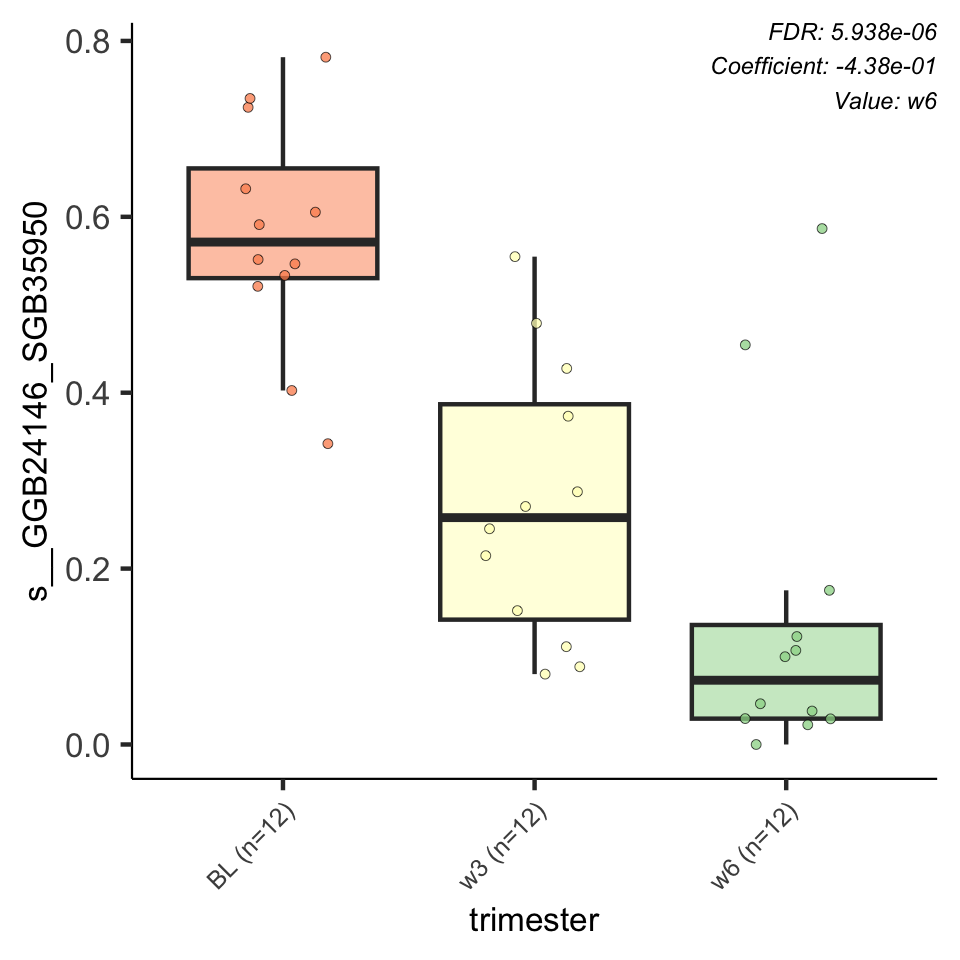 FDR: 5.938e-06
Coefficient: -4.38e-01
Value: w6
s__GGB24146_SGB35950
0.8
0.6
0.4
0.2
0.0
BL (n=12)
w3 (n=12)
w6 (n=12)
trimester